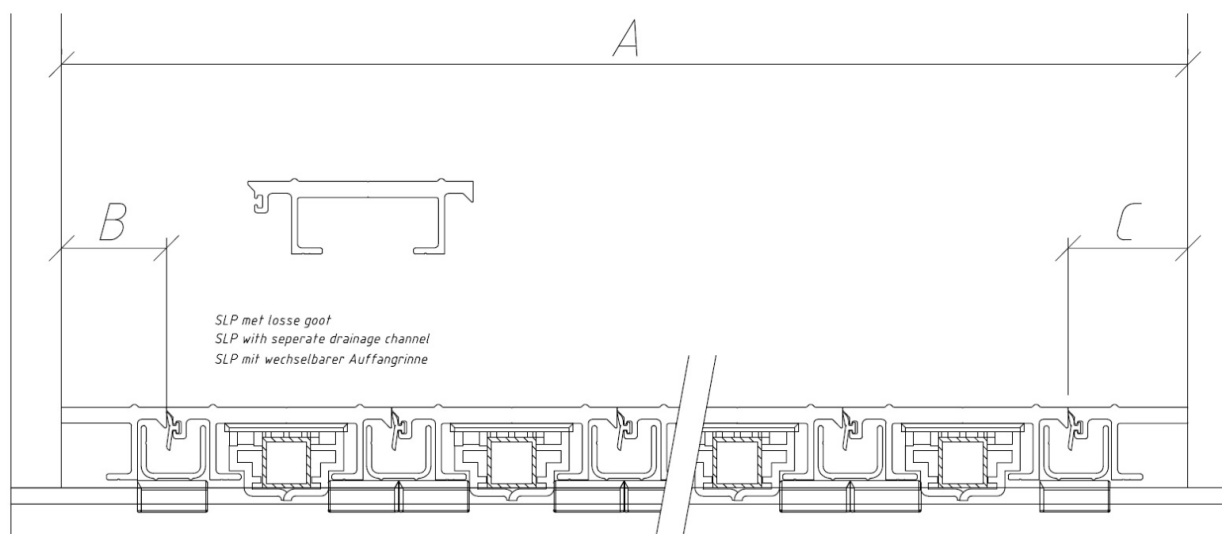 A
B
C
SLP met losse goot
SLP with seperate drainage channel
SLP mit wechselbarer Auffangrinne